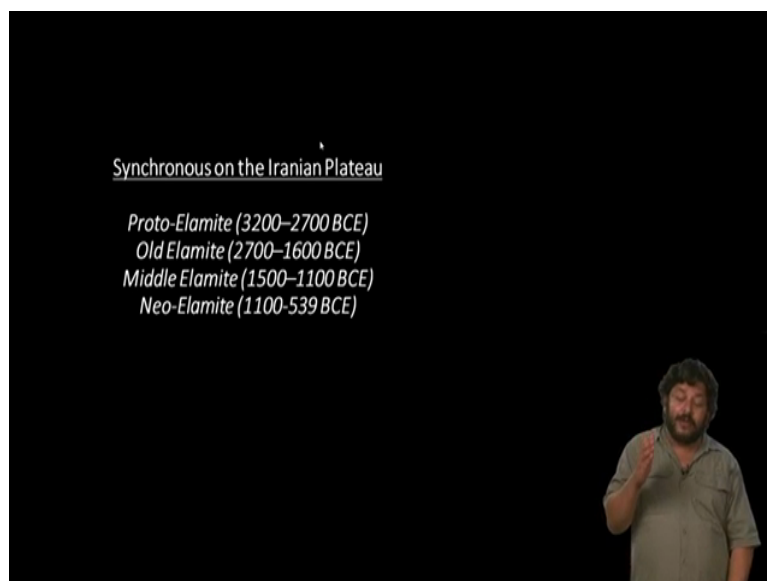 Synchronous on the Iranian Plateau
Proto-Elamite (3200–2700 BCE)
Old Elamite (2700–1600 BCE)
Middle Elamite (1500–1100 BCE)
Neo-Elamite (1100-539 BCE)